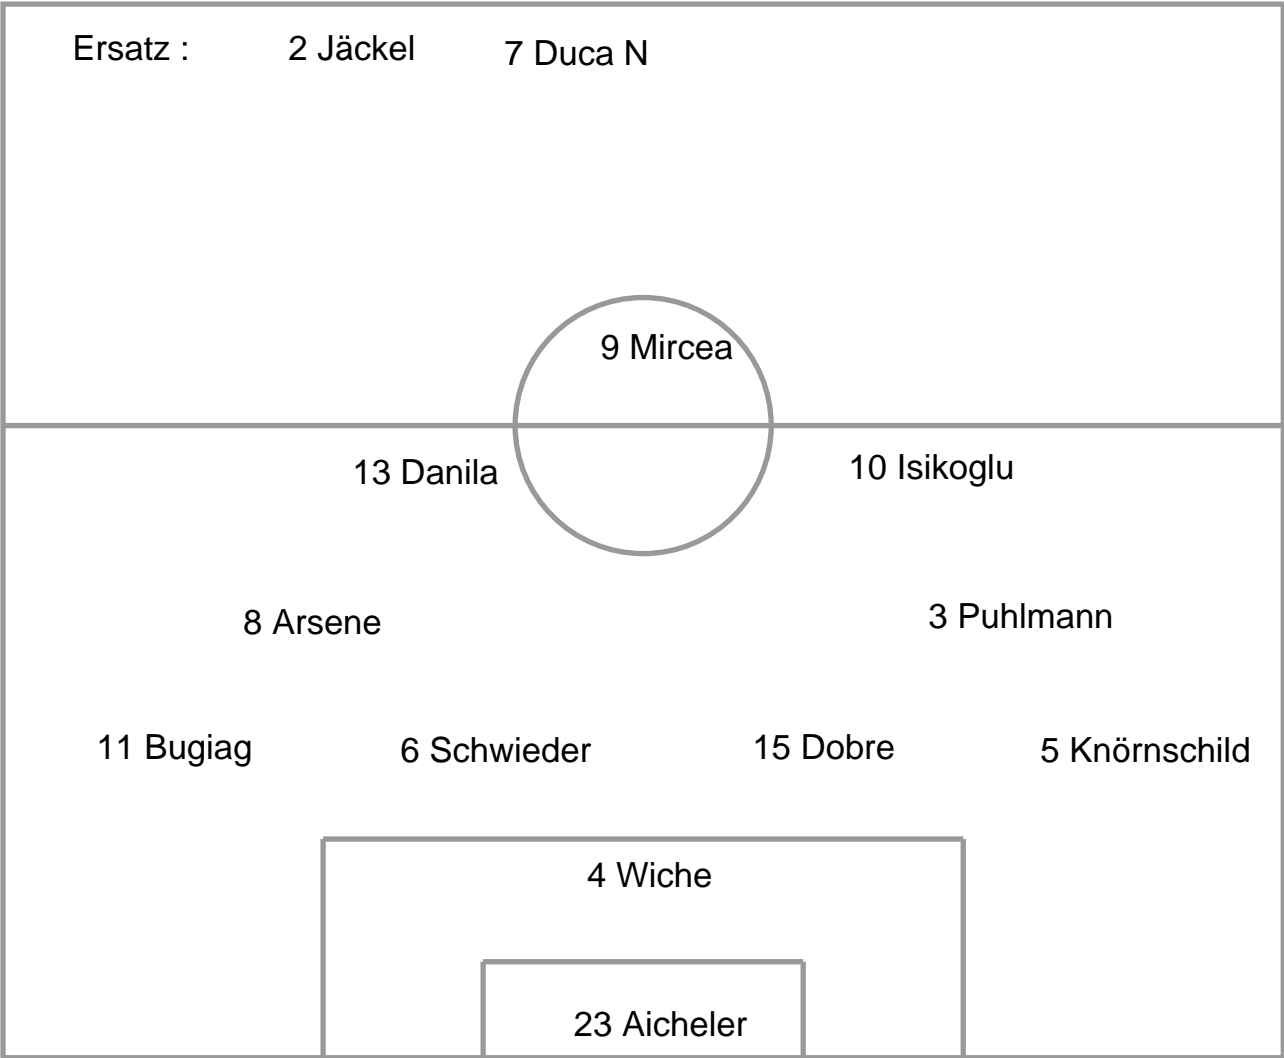 Ersatz : 2 Jäckel 7 Duca N
9 Mircea
13 Danila 10 Isikoglu
8 Arsene 3 Puhlmann
11 Bugiag 6 Schwieder 15 Dobre 5 Knörnschild
4 Wiche
23 Aicheler